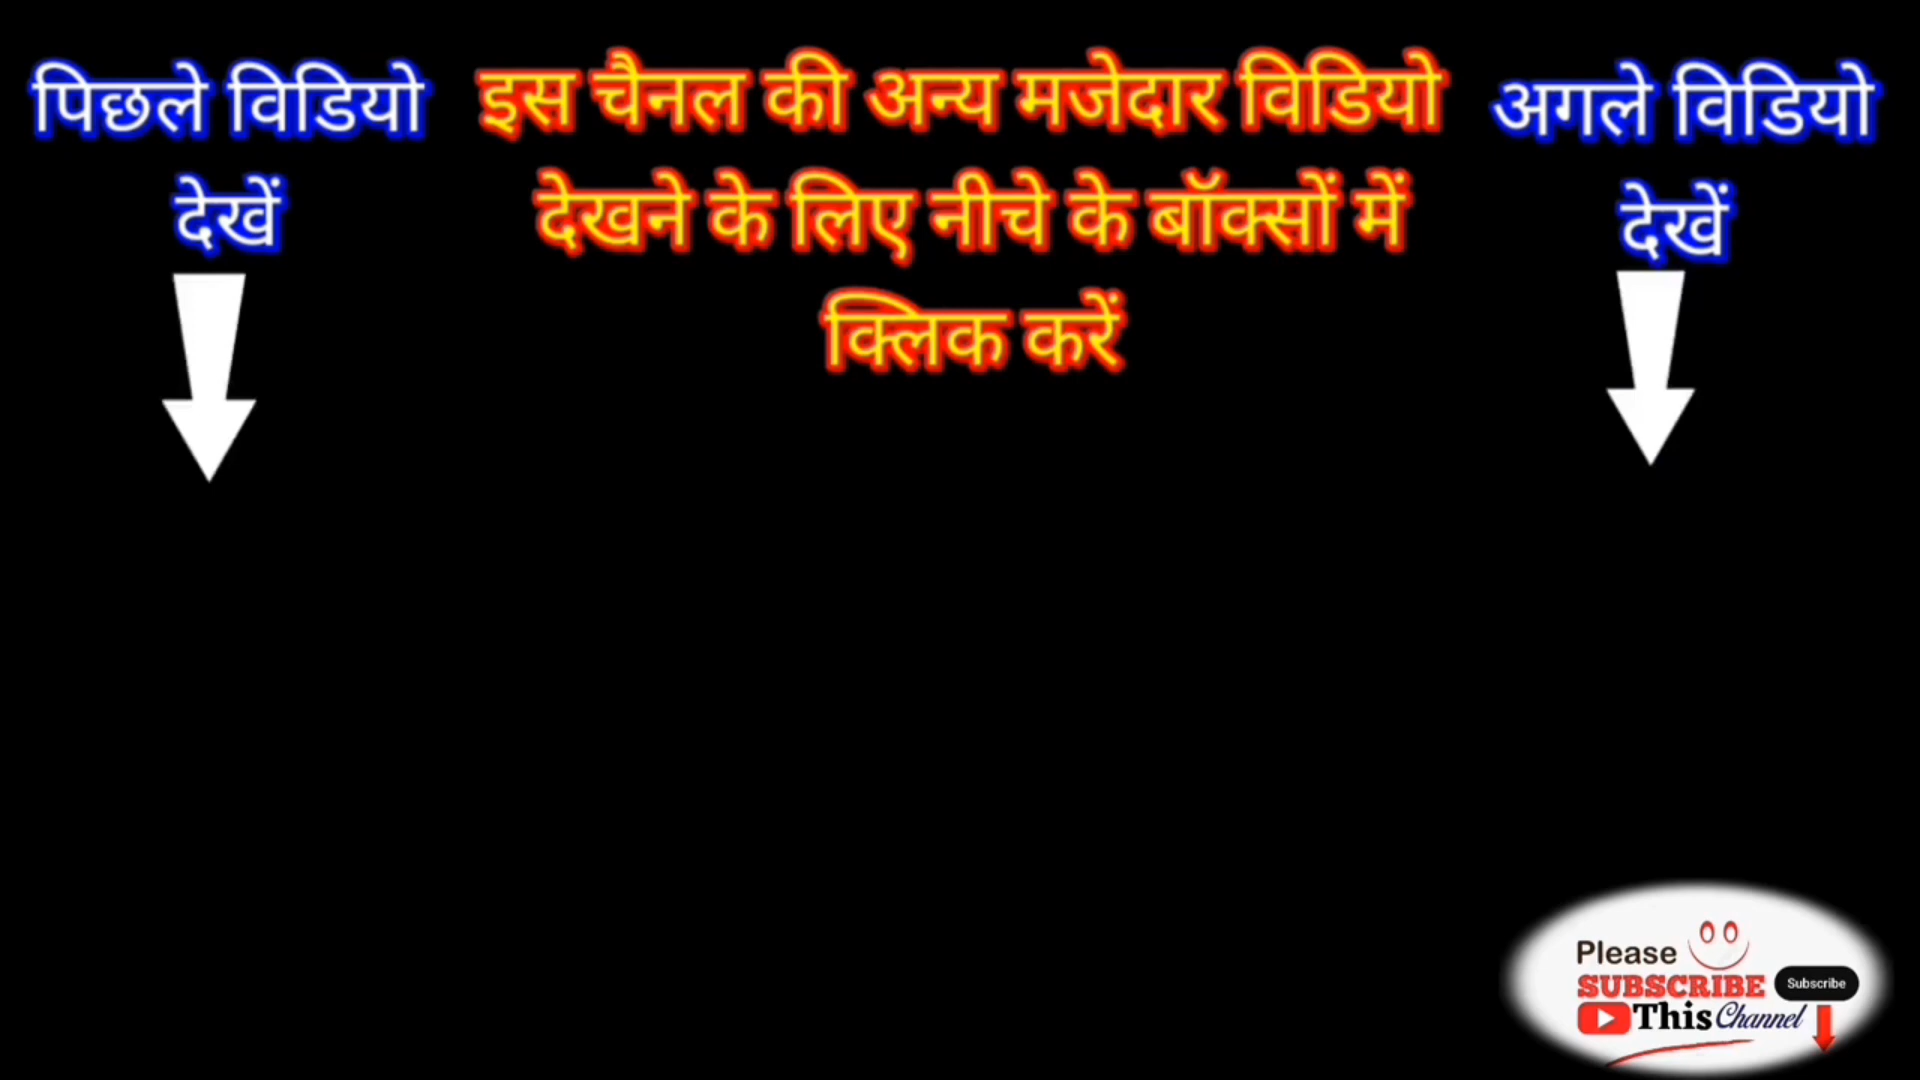 पिछले विडियो
देखें
इस चैनल की अन्य मजेदार विडियो
देखने के लिए नीचे के बॉक्सों में
क्लिक करें
अगले विडियो
देखें
Please
SUBSCRIBE
Subscribe
This Channel